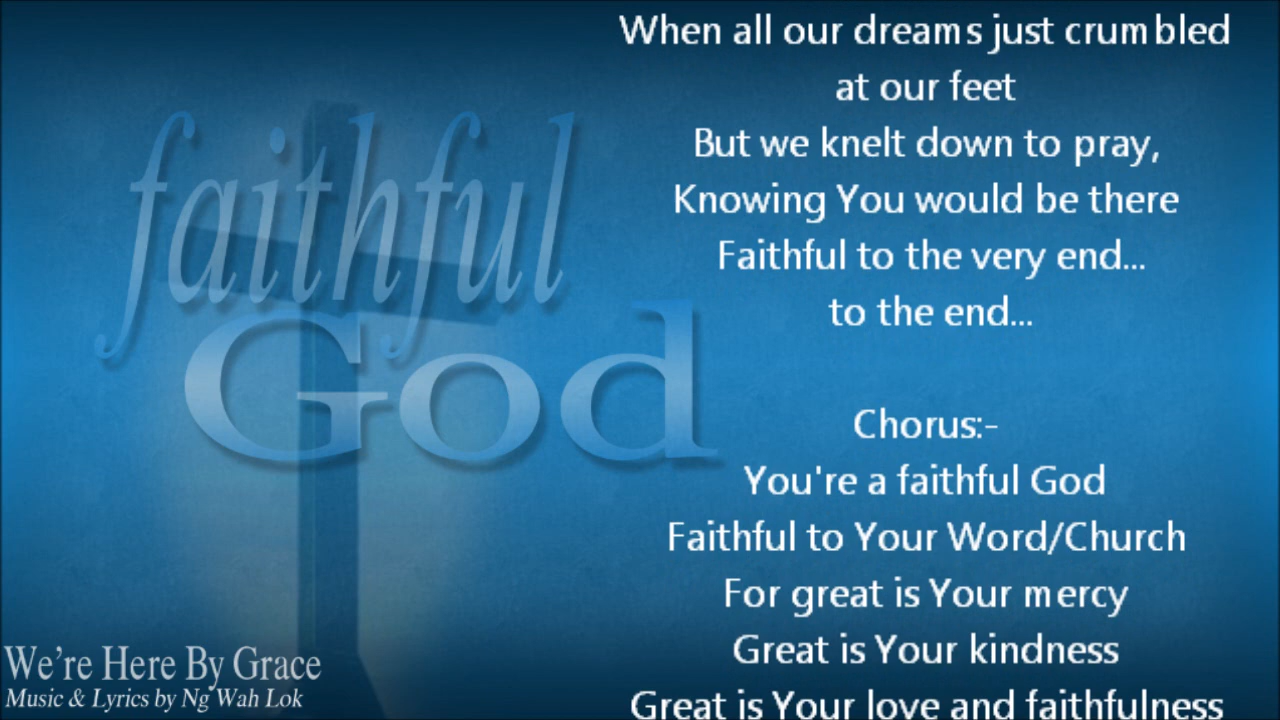 faithful
God
We're Here By Grace
Music & Lyrics by Ng Wah Lok
When all our dreams just crumbled
at our feet
But we knelt down to pray,
Knowing You would be there
Faithful to the very end...
to the end...
Chorus:-
You're a faithful God
Faithful to Your Word/Church
For great is Your mercy
Great is Your kindness
Great is Your love and faithfulness